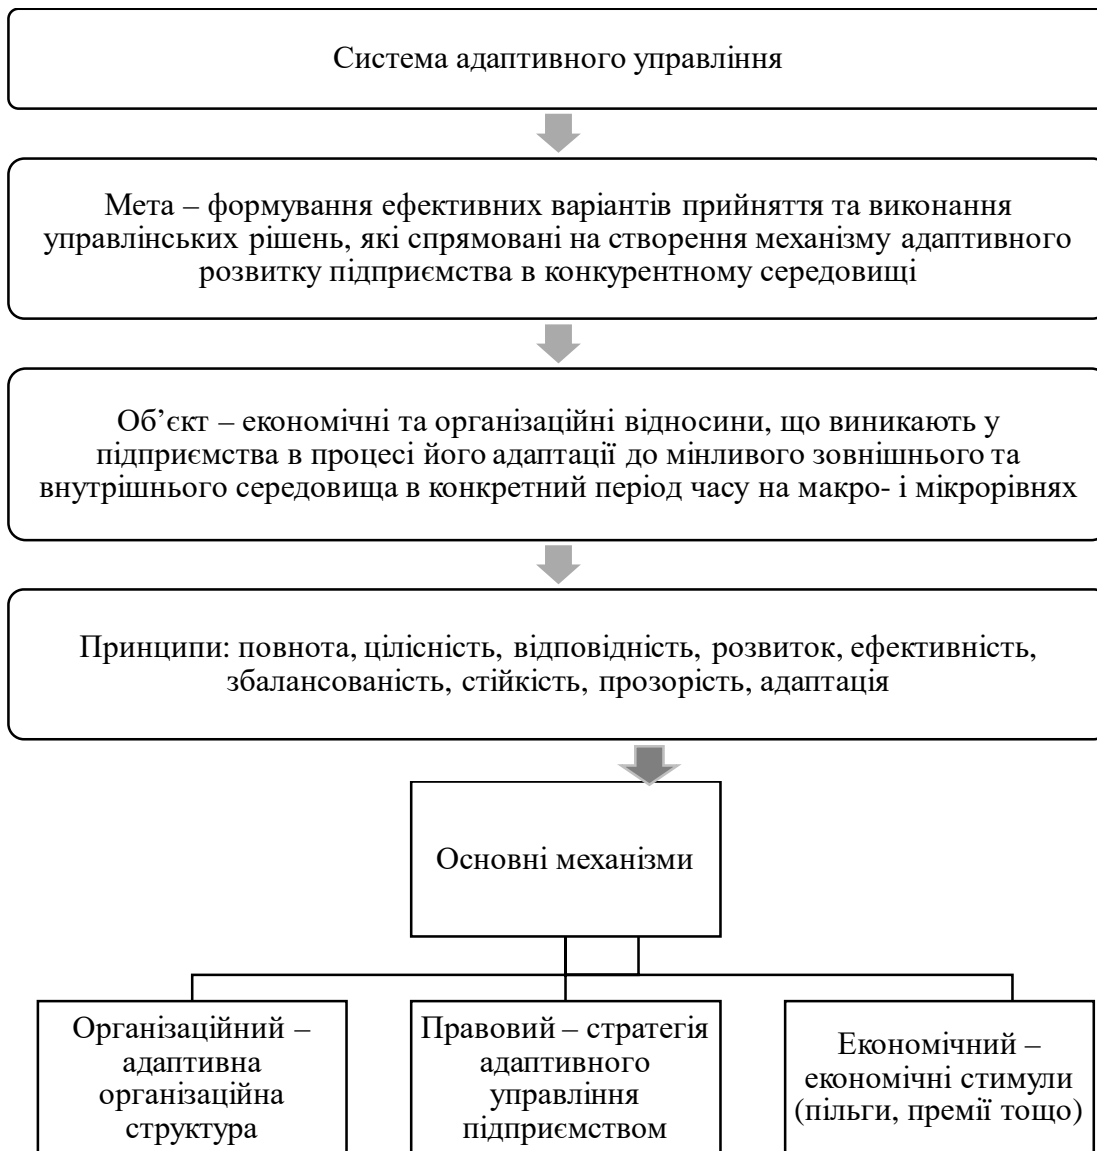 Система адаптивного управління
Мета – формування ефективних варіантів прийняття та виконання
управлінських рішень, які спрямовані на створення механізму адаптивного
розвитку підприємства в конкурентному середовищі
Об’єкт – економічні та організаційні відносини, що виникають у
підприємства в процесі його адаптації до мінливого зовнішнього та
внутрішнього середовища в конкретний період часу на макро- і мікрорівнях
Принципи: повнота, цілісність, відповідність, розвиток, ефективність,
збалансованість, стійкість, прозорість, адаптація
Основні механізми
Організаційний –
адаптивна
організаційна
структура
Правовий – стратегія
адаптивного
управління
підприємством
Економічний –
економічні стимули
(пільги, премії тощо)